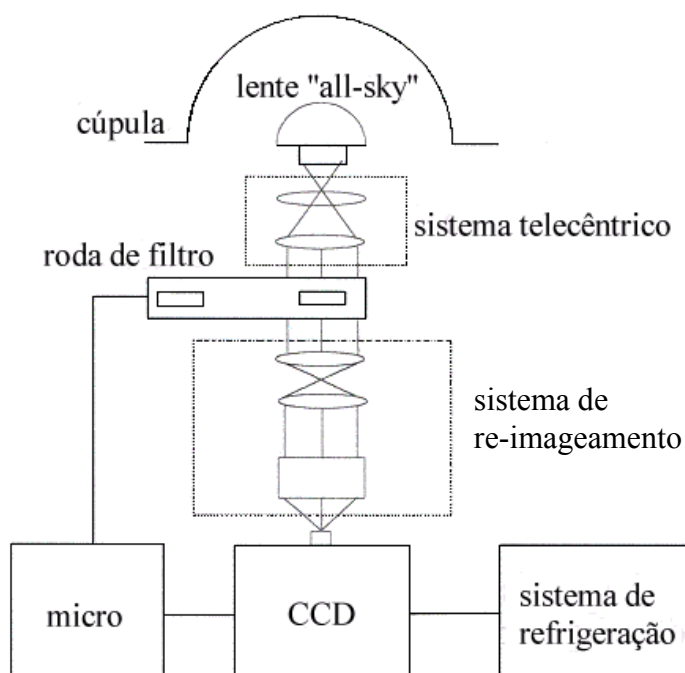 lente "all-sky"
cúpula
sistema telecêntrico
roda de filtro
sistema de
re-imageamento
micro
CCD
sistema de
refrigeração